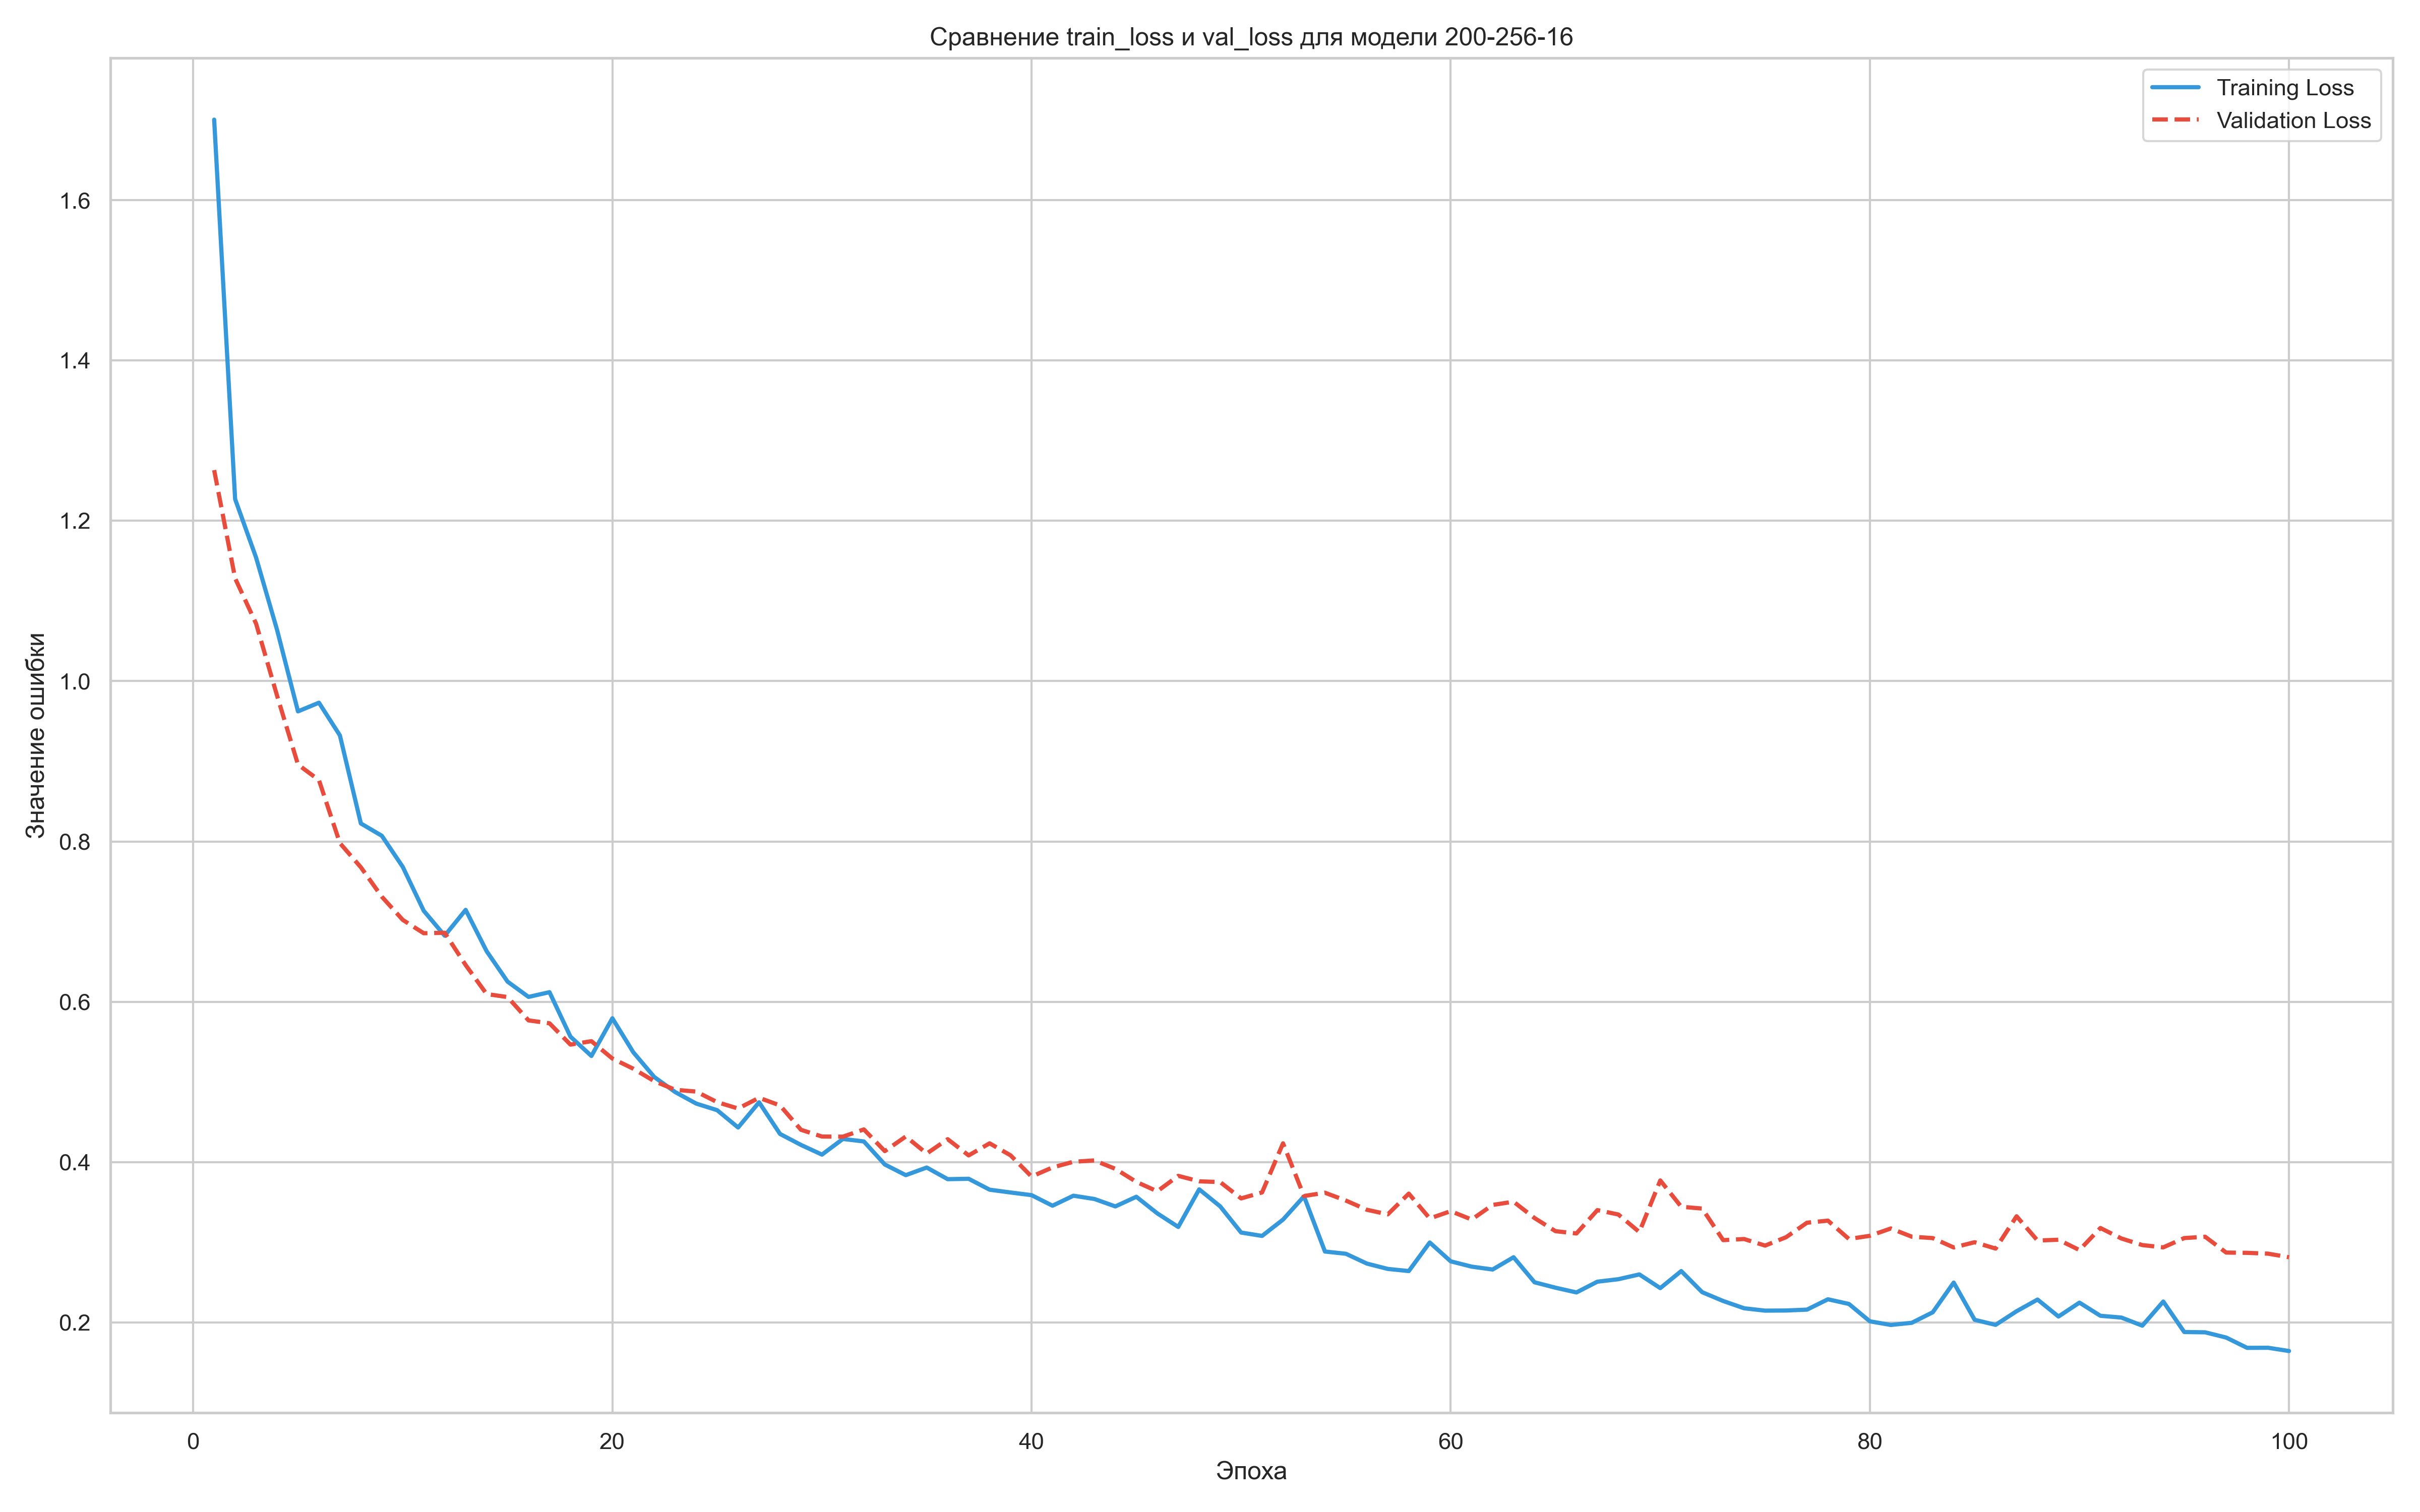 Сравнение train_loss и val_loss для модели 200-256-16
Training Loss
Validation Loss
Значение ошибки
1.6
1.4
1.2
1.0
0.8
0.6
0.4
0.2
0 20 40 60 80 100
Эпоха